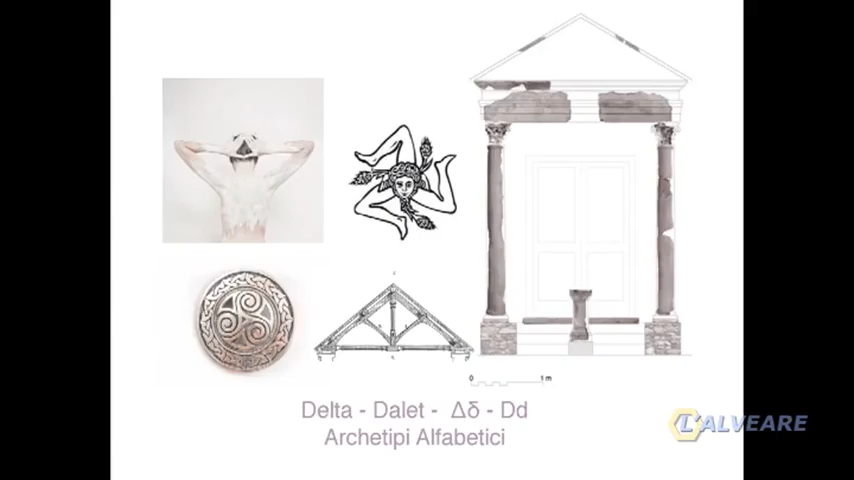 0 1 m
Delta - Dalet - Δδ - Dd
Archetipi Alfabetici
L'ALVEARE